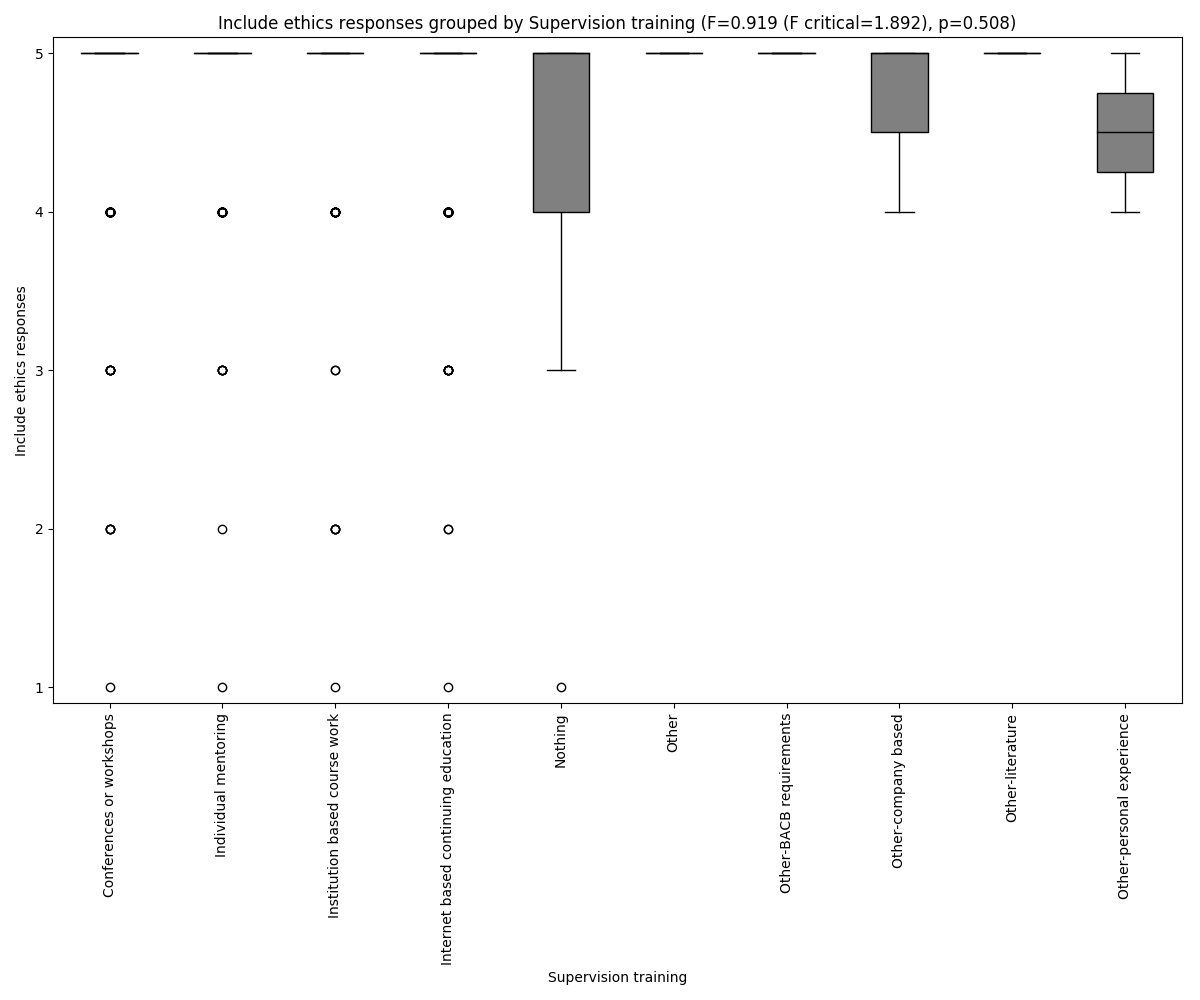 Include ethics responses grouped by Supervision training (F=0.919 (F critical=1.892), p=0.508)
Include ethics responses
5
4
3
2
1
Conferences or workshops
Individual mentoring
Institution based course work
Internet based continuing education
Nothing
Other
Other-BACB requirements
Other-company based
Other-literature
Other-personal experience
Supervision training